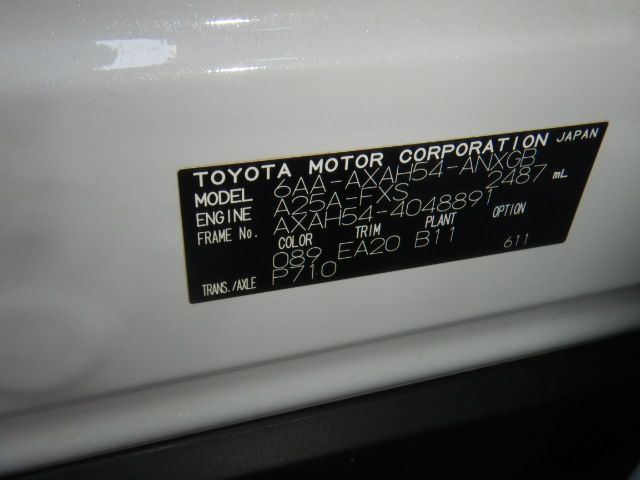 TOYOTA MOTOR CORPORATION JAPAN
MODEL 6AA-AXAH54-ANXGB
ENGINE A25A-FXS 2487 mL
FRAME No. AXAH54-4048891
COLOR TRIM PLANT OPTION
089 EA20 B11 611
TRANS./AXLE P710